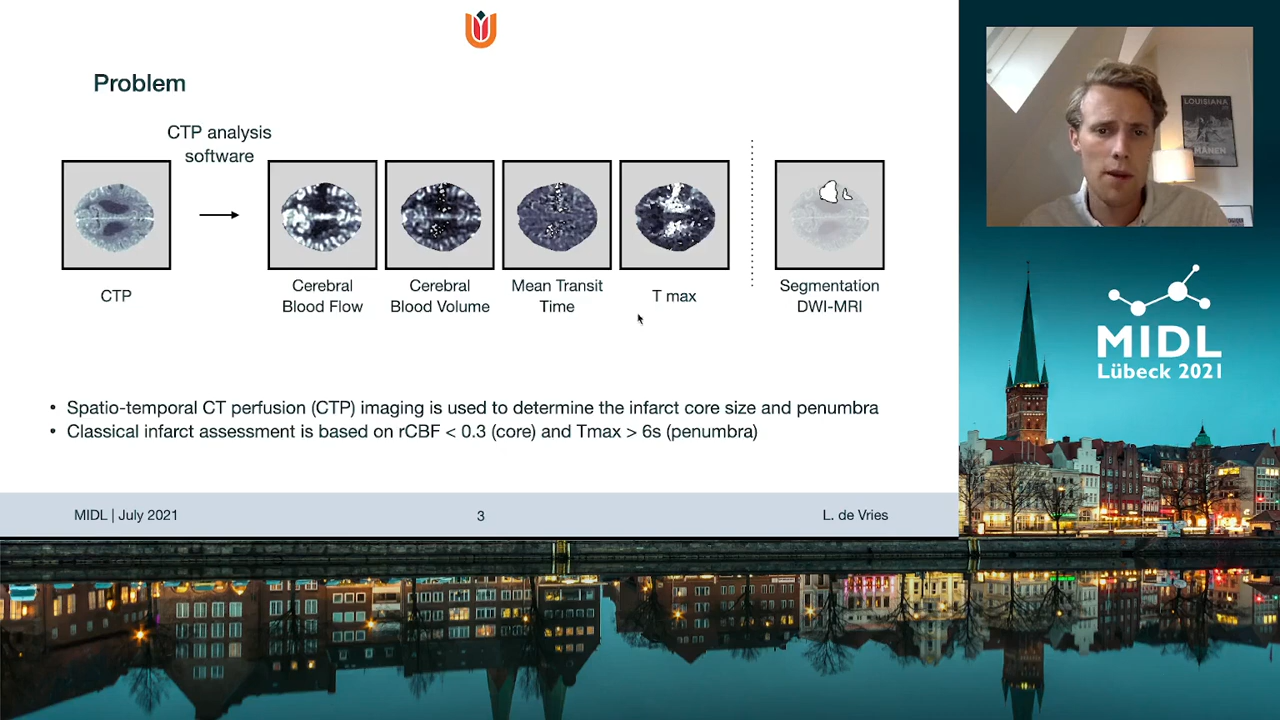 Problem
CTP analysis
software
CTP
Cerebral
Blood Flow
Cerebral
Blood Volume
Mean Transit
Time
T max
Segmentation
DWI-MRI
• Spatio-temporal CT perfusion (CTP) imaging is used to determine the infarct core size and penumbra
• Classical infarct assessment is based on rCBF < 0.3 (core) and Tmax > 6s (penumbra)
MIDL | July 2021
3
L. de Vries
LOUISIANA
MIDL
Lübeck 2021